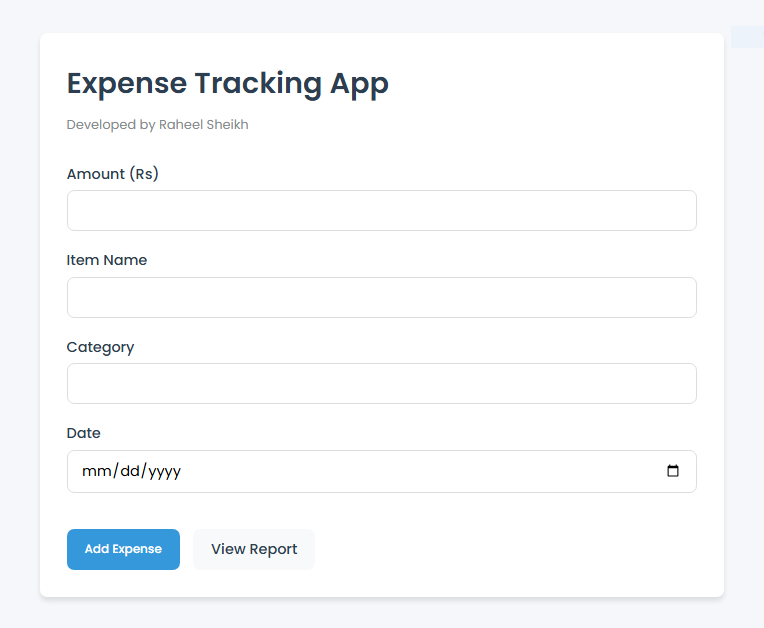 Expense Tracking App
Developed by Raheel Sheikh
Amount (Rs)
Item Name
Category
Date
mm/dd/yyyy
Add Expense View Report